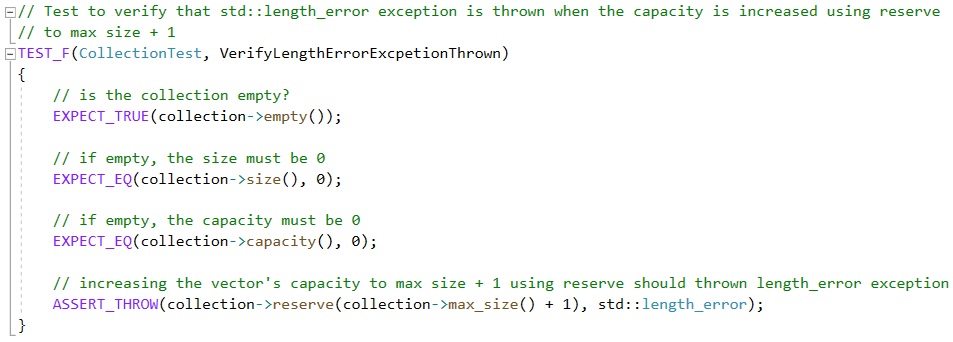 // Test to verify that std::length_error exception is thrown when the capacity is increased using reserve
// to max size + 1
TEST_F(CollectionTest, VerifyLengthErrorExcpetionThrown)
{
    // is the collection empty?
    EXPECT_TRUE(collection->empty());

    // if empty, the size must be 0
    EXPECT_EQ(collection->size(), 0);

    // if empty, the capacity must be 0
    EXPECT_EQ(collection->capacity(), 0);

    // increasing the vector's capacity to max size + 1 using reserve should thrown length_error exception
    ASSERT_THROW(collection->reserve(collection->max_size() + 1), std::length_error);
}